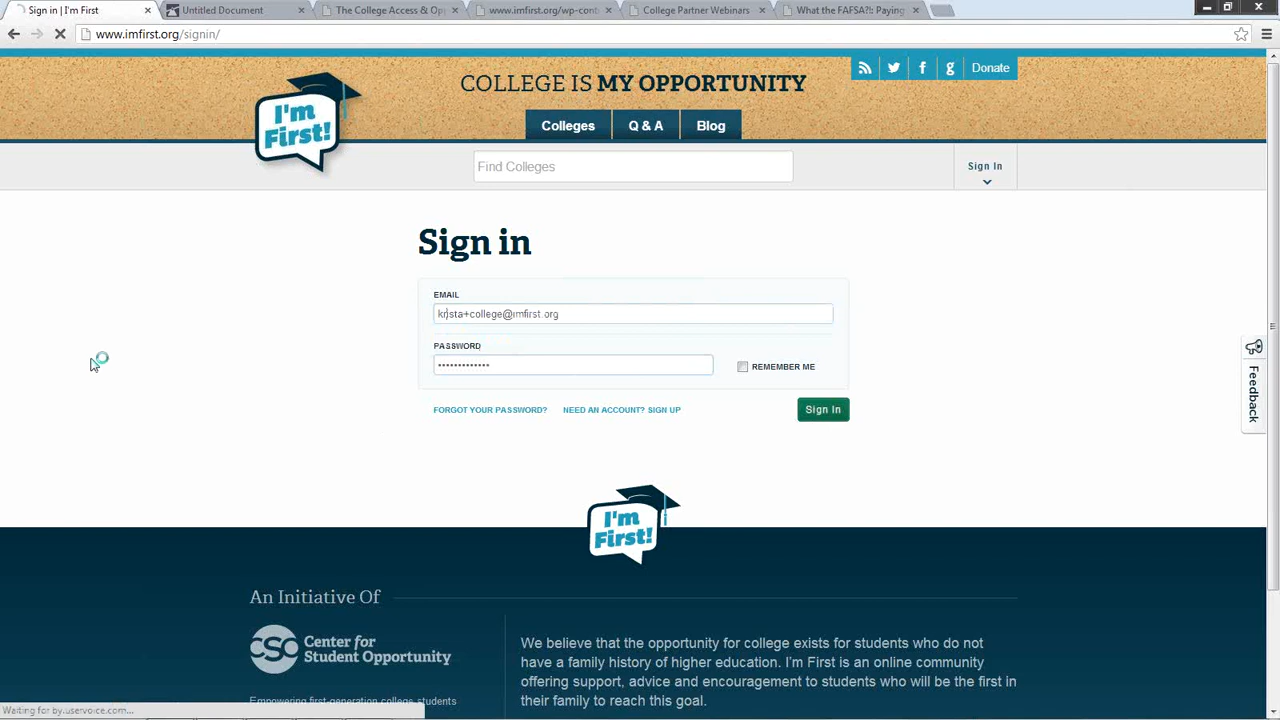 Sign in | I'm First
Untitled Document
The College Access & Opp
www.imfirst.org/wp-cont
College Partner Webinars
What the FAFSA?!: Paying
www.imfirst.org/signin/
COLLEGE IS MY OPPORTUNITY
g
f
Donate
I'm
First!
Colleges
Q & A
Blog
Find Colleges
Sign In
Sign in
EMAIL
krista+college@imfirst.org
PASSWORD
•••••••••••••
REMEMBER ME
FORGOT YOUR PASSWORD?
NEED AN ACCOUNT? SIGN UP
Sign In
Feedback
I'm
First!
An Initiative Of
CSO Center for
Student Opportunity
Empowering first-generation college students
We believe that the opportunity for college exists for students who do not
have a family history of higher education. I'm First is an online community
offering support, advice and encouragement to students who will be the first in
their family to reach this goal.
Waiting for by.uservoice.com...